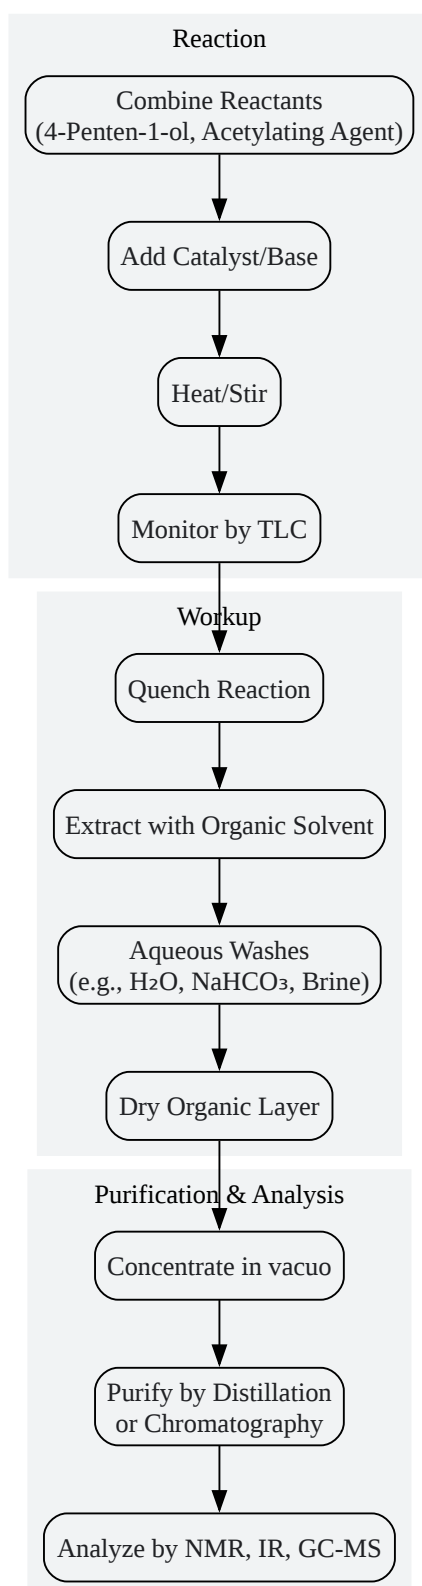 Reaction
Combine Reactants
(4-Penten-1-ol, Acetylating Agent)
Add Catalyst/Base
Heat/Stir
Monitor by TLC
Workup
Quench Reaction
Extract with Organic Solvent
Aqueous Washes
(e.g., H₂O, NaHCO₃, Brine)
Dry Organic Layer
Purification & Analysis
Concentrate in vacuo
Purify by Distillation
or Chromatography
Analyze by NMR, IR, GC-MS